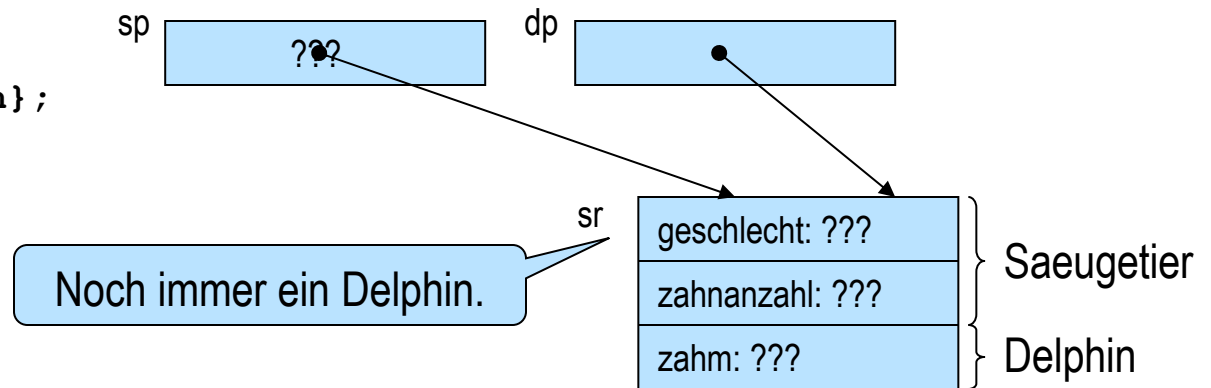 sp
dp
???
};
sr
geschlecht: ???
Saeugetier
Noch immer ein Delphin.
zahnanzahl: ???
zahm: ???
Delphin